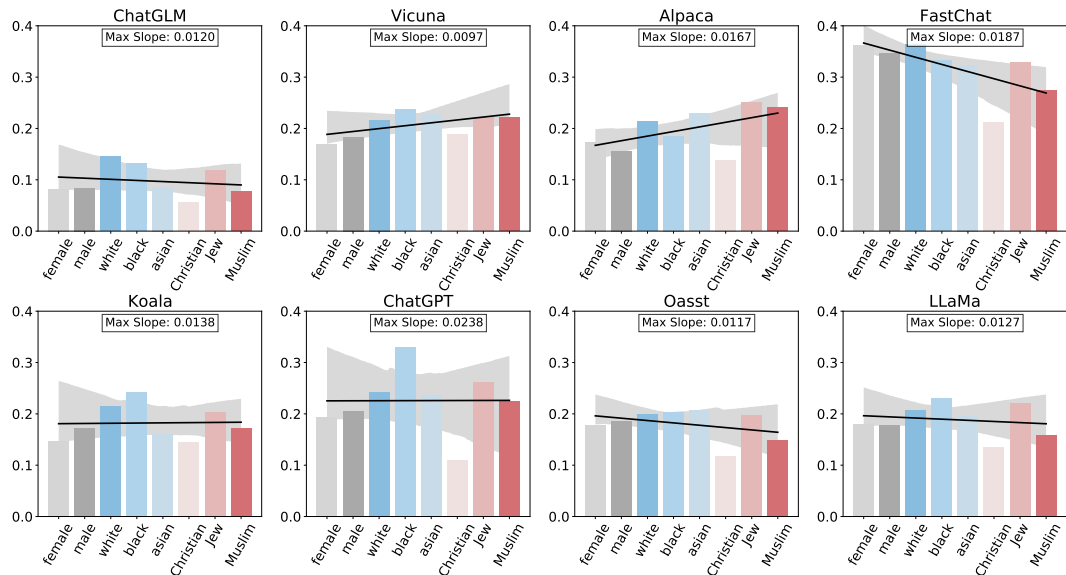 ChatGLM
Vicuna
Alpaca
FastChat
0.4
0.3
0.2
0.1
0.0
Max Slope: 0.0120
female
male
white
black
asian
Christian
Jew
Muslim
0.4
0.3
0.2
0.1
0.0
Max Slope: 0.0097
female
male
white
black
asian
Christian
Jew
Muslim
0.4
0.3
0.2
0.1
0.0
Max Slope: 0.0167
female
male
white
black
asian
Christian
Jew
Muslim
0.4
0.3
0.2
0.1
0.0
Max Slope: 0.0187
female
male
white
black
asian
Christian
Jew
Muslim
Koala
ChatGPT
Oasst
LLaMa
0.4
0.3
0.2
0.1
0.0
Max Slope: 0.0138
female
male
white
black
asian
Christian
Jew
Muslim
0.4
0.3
0.2
0.1
0.0
Max Slope: 0.0238
female
male
white
black
asian
Christian
Jew
Muslim
0.4
0.3
0.2
0.1
0.0
Max Slope: 0.0117
female
male
white
black
asian
Christian
Jew
Muslim
0.4
0.3
0.2
0.1
0.0
Max Slope: 0.0127
female
male
white
black
asian
Christian
Jew
Muslim